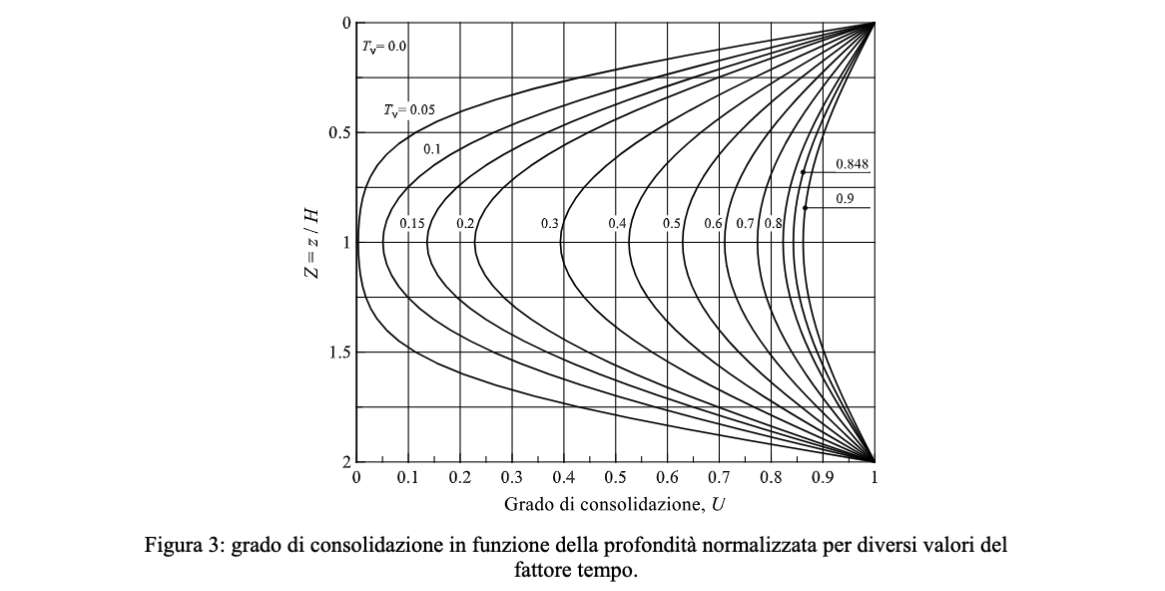 0
Tv= 0.0
Tv= 0.05
0.5
0.1
0.848
0.9
0.15
0.2
0.3
0.4
0.5
0.6
0.7
0.8
Z = z / H
1
1.5
2
0 0.1 0.2 0.3 0.4 0.5 0.6 0.7 0.8 0.9 1
Grado di consolidazione, U
Figura 3: grado di consolidazione in funzione della profondità normalizzata per diversi valori del
fattore tempo.